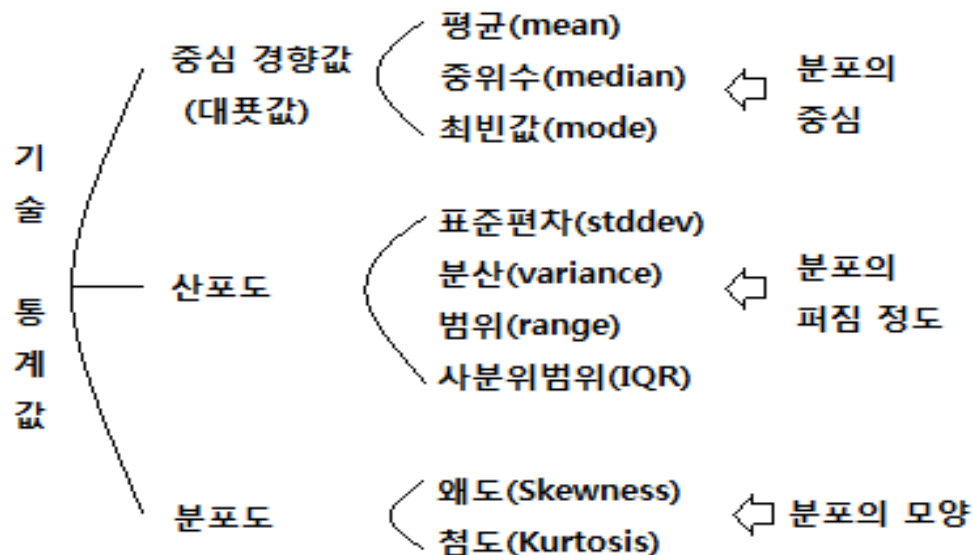 기술 통계값
중심 경향값
(대푯값)
평균(mean)
중위수(median)
최빈값(mode)
분포의
중심
산포도
표준편차(stddev)
분산(variance)
범위(range)
사분위범위(IQR)
분포의
퍼짐 정도
분포도
왜도(Skewness)
첨도(Kurtosis)
분포의 모양